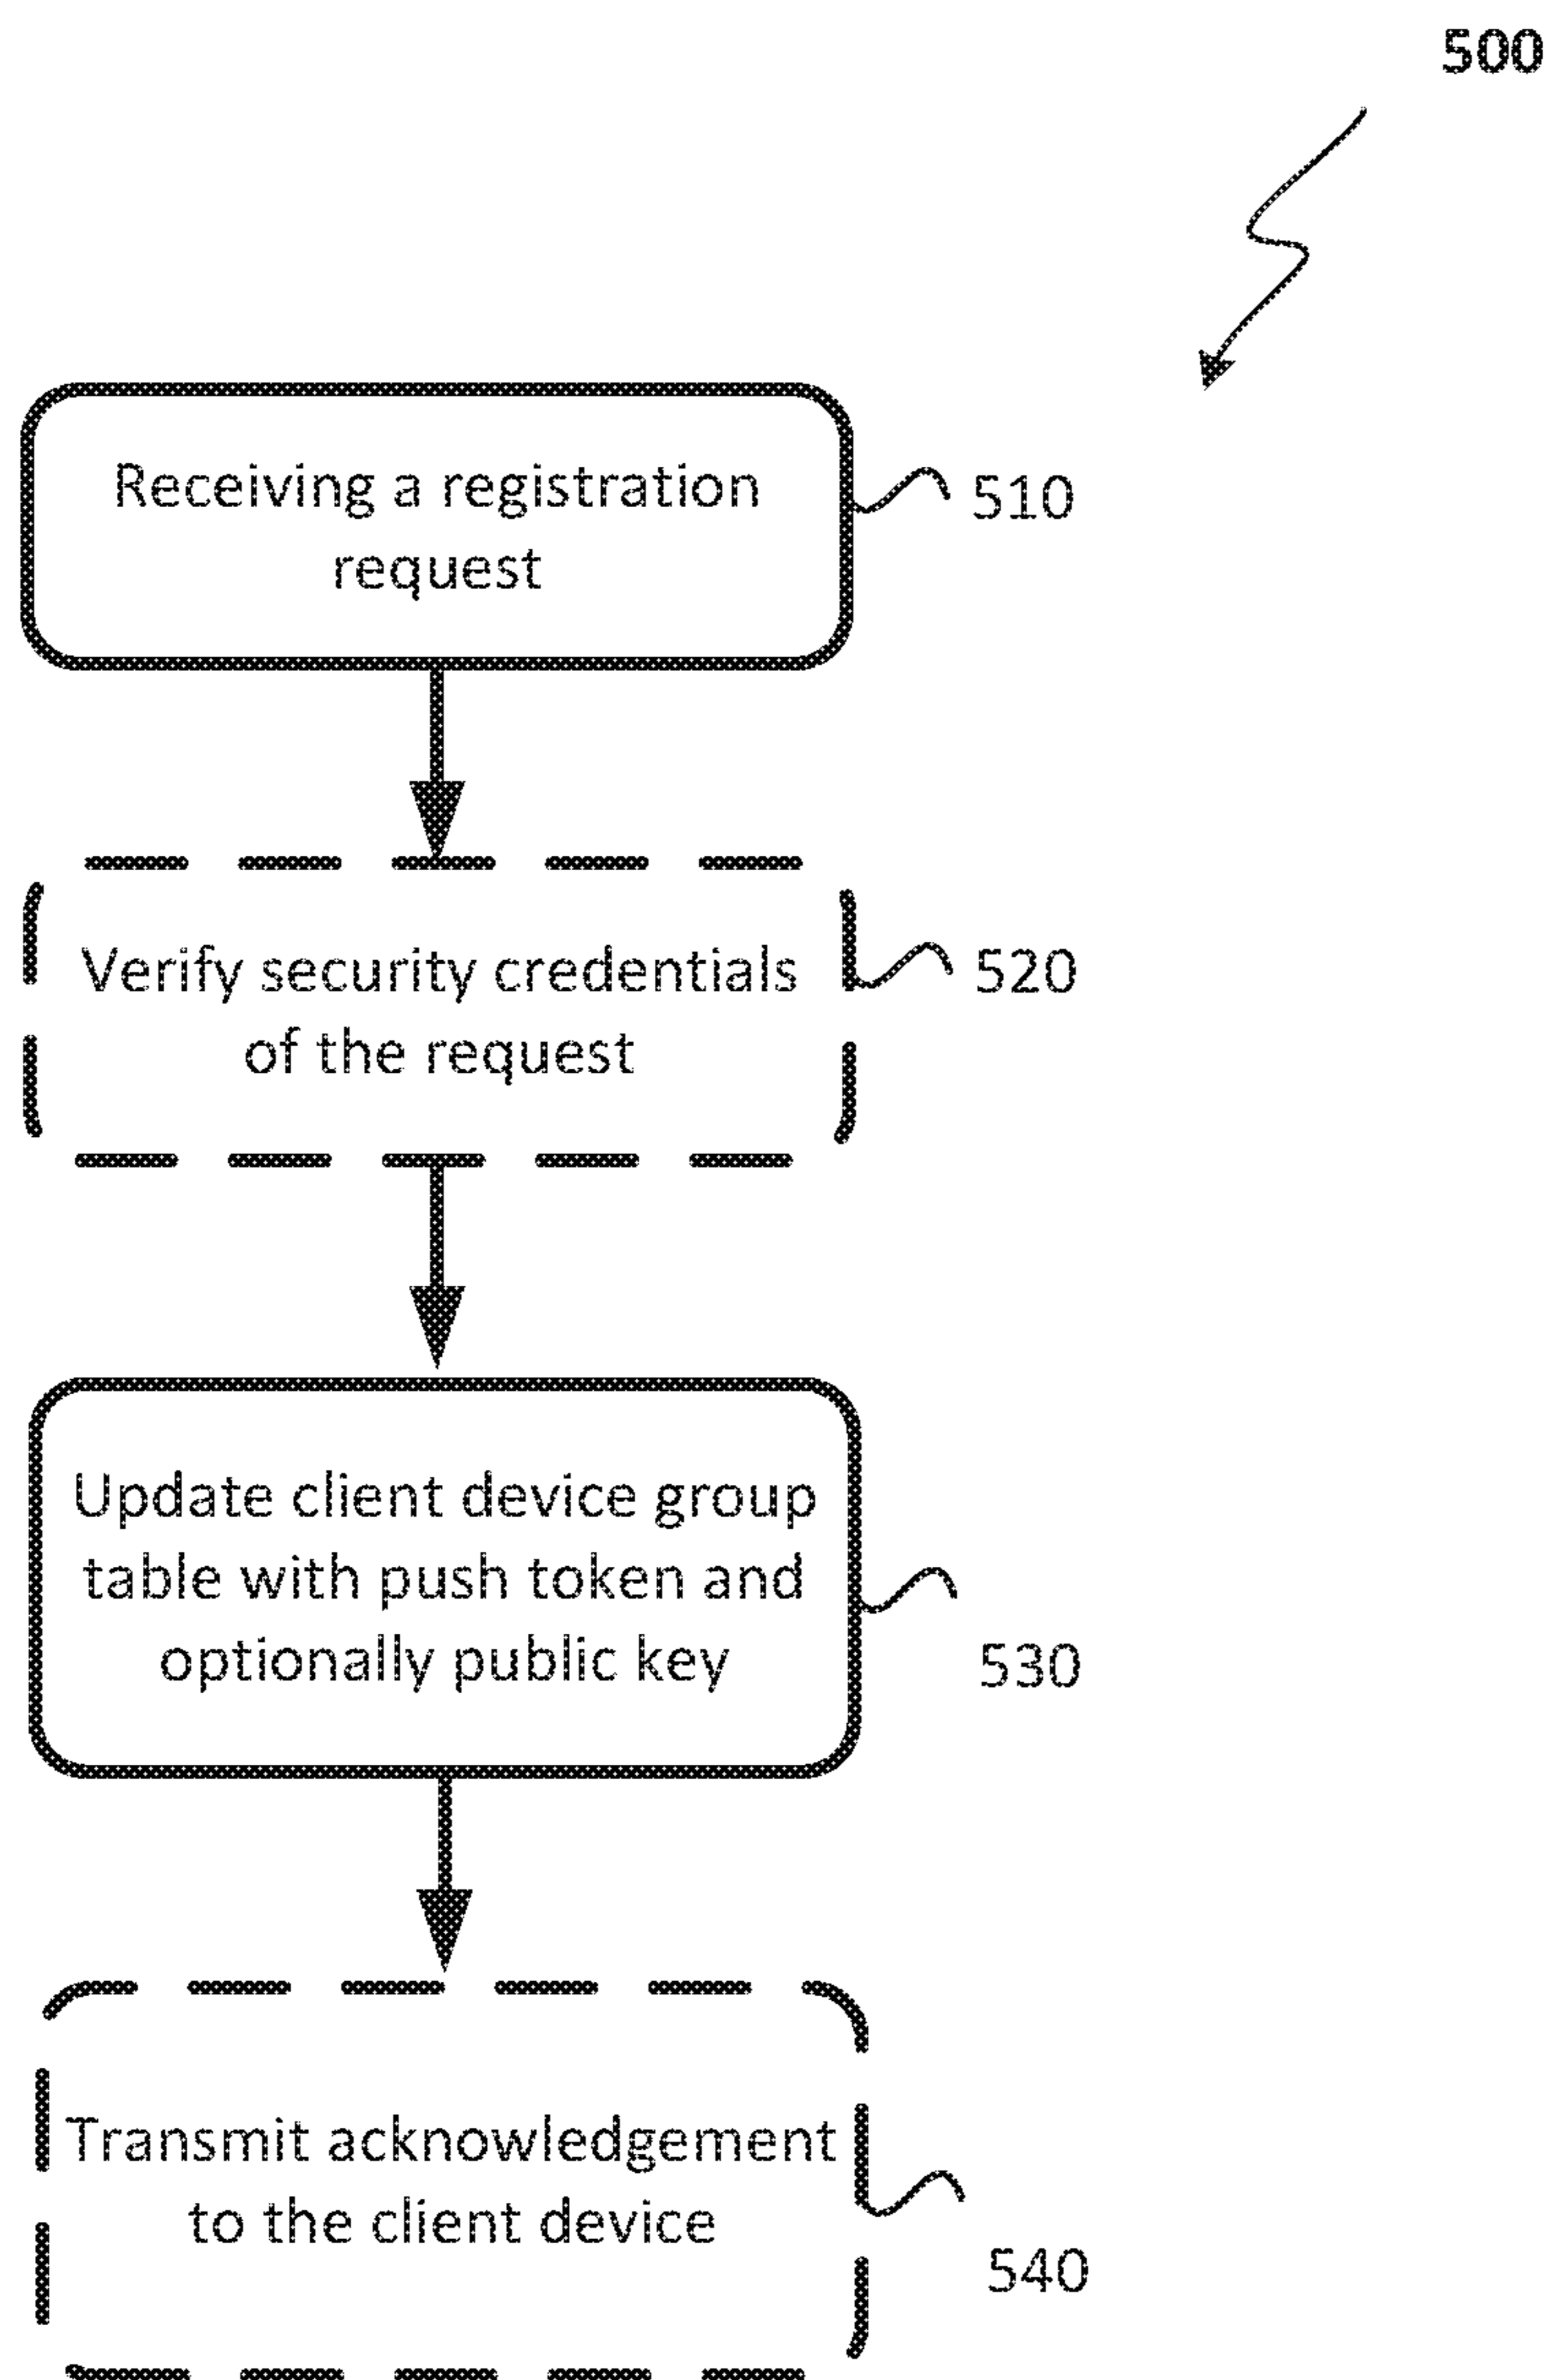 500
Receiving a registration
request
510
Verify security credentials
of the request
520
Update client device group
table with push token and
optionally public key
530
Transmit acknowledgement
to the client device
540